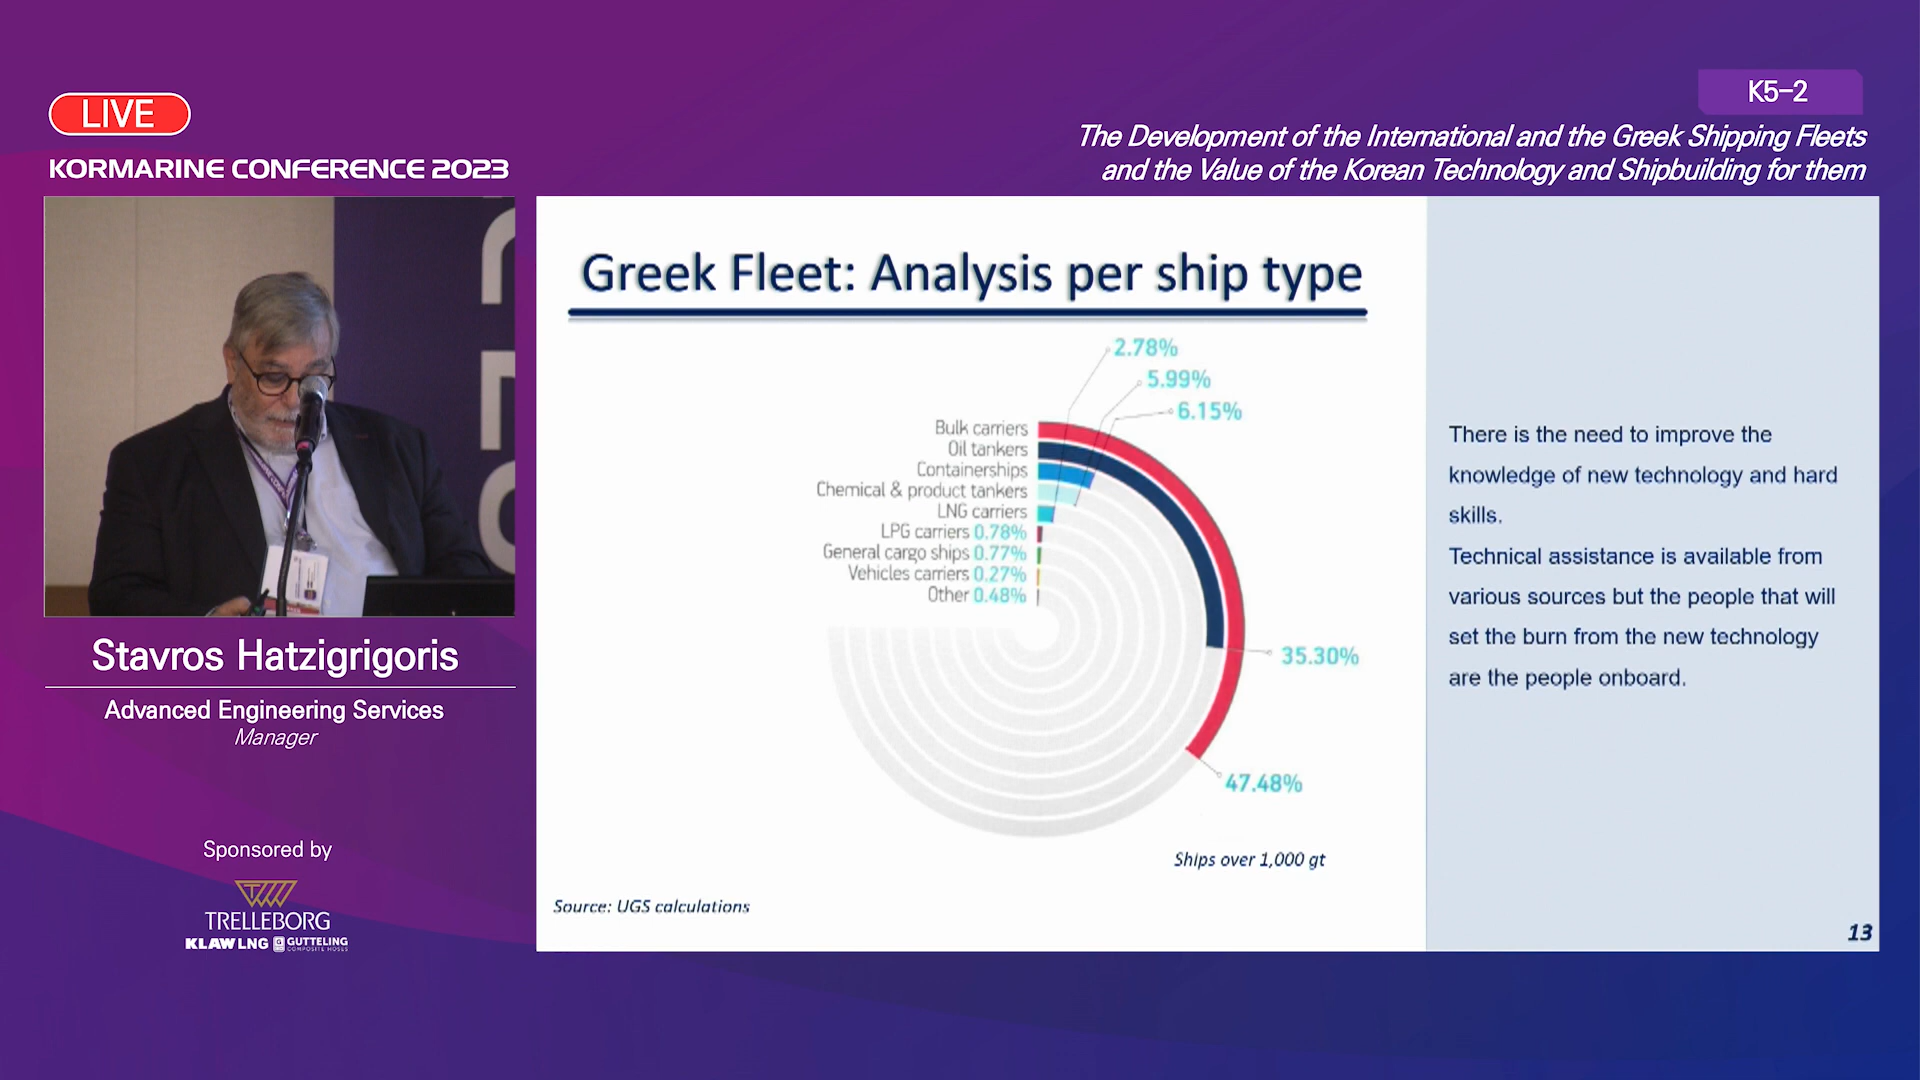 LIVE
KORMARINE CONFERENCE 2023
K5-2
The Development of the International and the Greek Shipping Fleets
and the Value of the Korean Technology and Shipbuilding for them
Stavros Hatzigrigoris
Advanced Engineering Services
Manager
Sponsored by
TRELLEBORG
KLAW LNG GUTTELING
COMPOSITE HOSES
Greek Fleet: Analysis per ship type
2.78%
5.99%
6.15%
Bulk carriers
Oil tankers
Containerships
Chemical & product tankers
LNG carriers
LPG carriers 0.78%
General cargo ships 0.77%
Vehicles carriers 0.27%
Other 0.48%
35.30%
47.48%
Ships over 1,000 gt
Source: UGS calculations
There is the need to improve the
knowledge of new technology and hard
skills.
Technical assistance is available from
various sources but the people that will
set the burn from the new technology
are the people onboard.
13